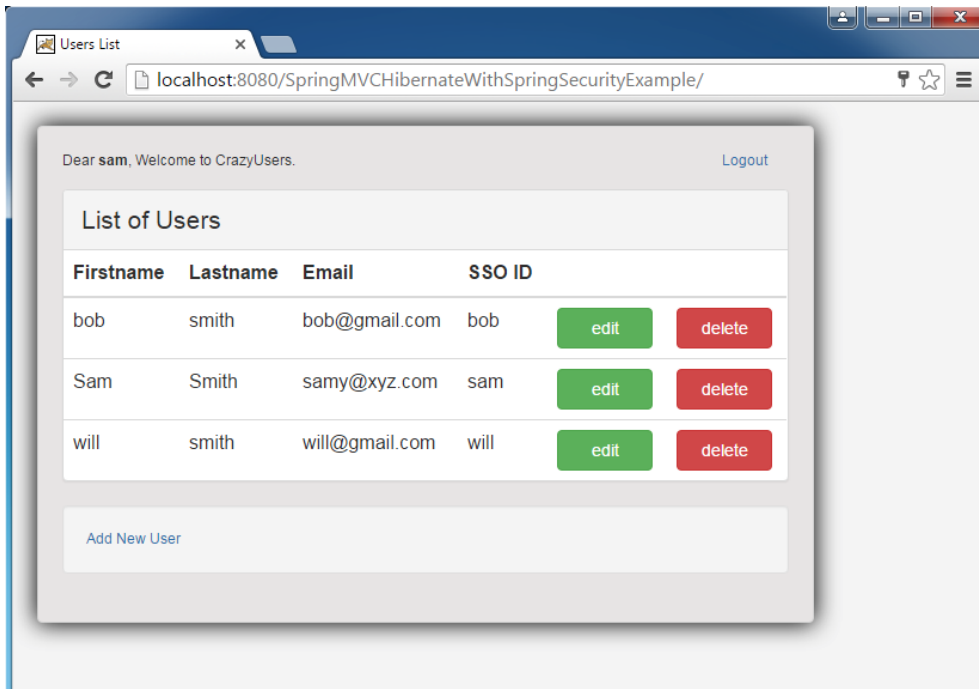 Users List
localhost:8080/SpringMVCHibernateWithSpringSecurityExample/
Dear sam, Welcome to CrazyUsers. Logout
List of Users
Firstname Lastname Email SSO ID
bob smith bob@gmail.com bob edit delete
Sam Smith samy@xyz.com sam edit delete
will smith will@gmail.com will edit delete
Add New User